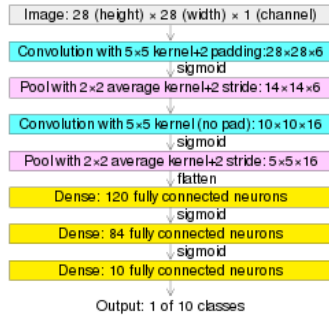 Image: 28 (height) × 28 (width) × 1 (channel)
Convolution with 5×5 kernel+2 padding:28×28×6
sigmoid
Pool with 2×2 average kernel+2 stride: 14×14×6
Convolution with 5×5 kernel (no pad): 10×10×16
sigmoid
Pool with 2×2 average kernel+2 stride: 5×5×16
flatten
Dense: 120 fully connected neurons
sigmoid
Dense: 84 fully connected neurons
sigmoid
Dense: 10 fully connected neurons
Output: 1 of 10 classes